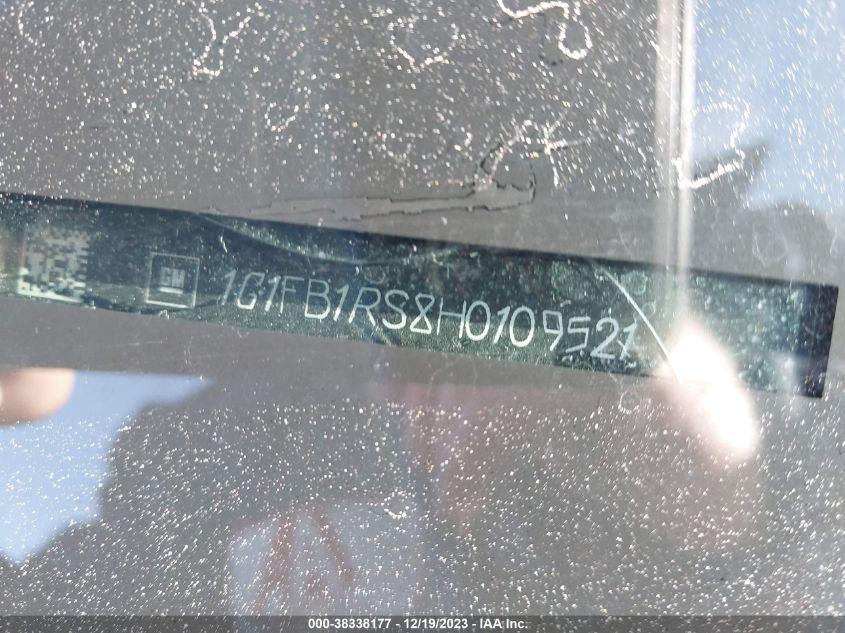 GM 1G1FB1RS8H0109521
000-38338177 - 12/19/2023 - IAA Inc.